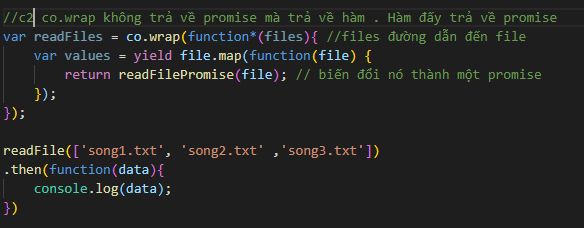 //c2 co.wrap không trả về promise mà trả về hàm . Hàm đấy trả về promise
var readFiles = co.wrap(function*(files){ //files đường dẫn đến file
    var values = yield file.map(function(file) {
        return readFilePromise(file); // biến đổi nó thành một promise
    });
});
readFile(['song1.txt', 'song2.txt' ,'song3.txt'])
.then(function(data){
    console.log(data);
})